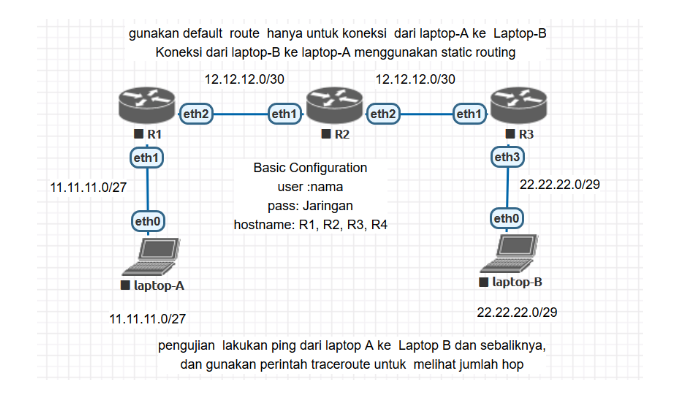 gunakan default route hanya untuk koneksi dari laptop-A ke Laptop-B
Koneksi dari laptop-B ke laptop-A menggunakan static routing
12.12.12.0/30
12.12.12.0/30
eth2
eth1
eth2
eth1
R1
R2
R3
eth1
eth3
Basic Configuration
user :nama
pass: Jaringan
hostname: R1, R2, R3, R4
11.11.11.0/27
22.22.22.0/29
eth0
eth0
laptop-A
laptop-B
11.11.11.0/27
22.22.22.0/29
pengujian lakukan ping dari laptop A ke Laptop B dan sebaliknya,
dan gunakan perintah traceroute untuk melihat jumlah hop